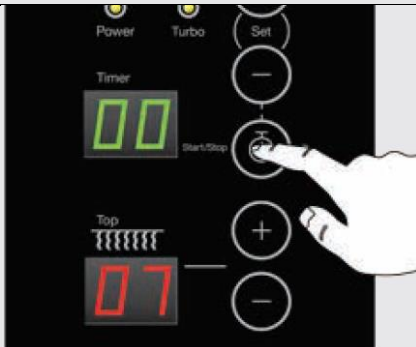 Power Turbo Set
Timer
−
00
Start/Stop
Top
+
07
−